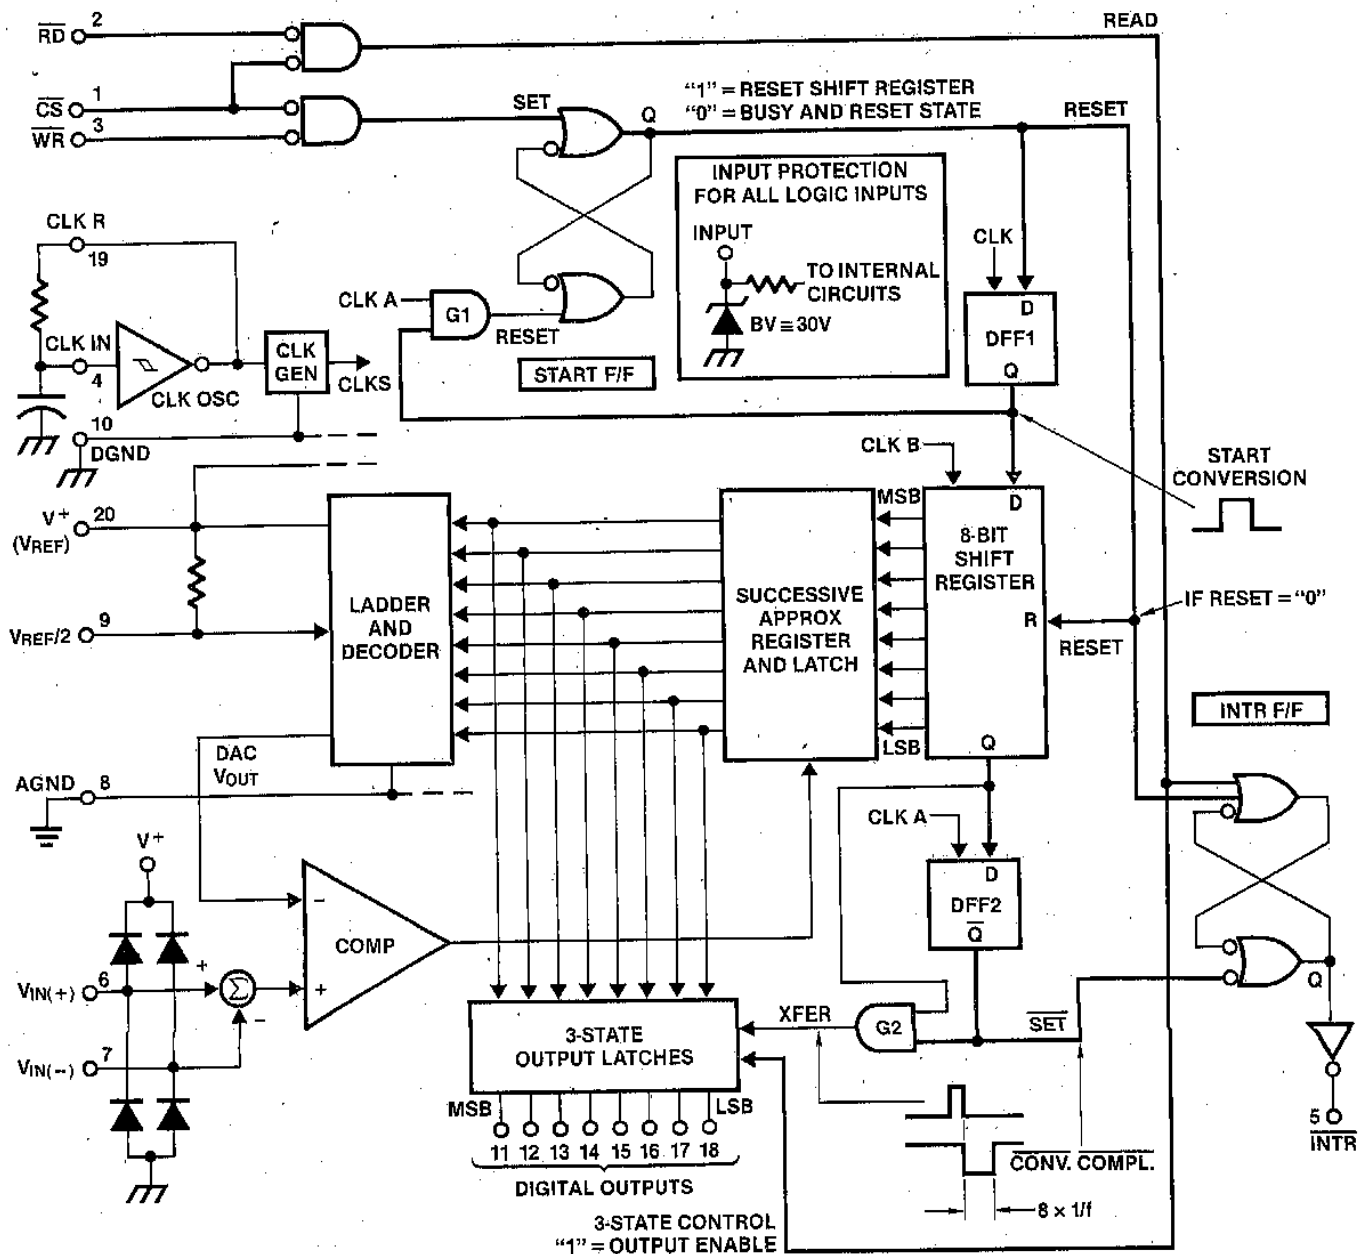 RD 2
READ
CS 1
WR 3
SET
Q
"1" = RESET SHIFT REGISTER
"0" = BUSY AND RESET STATE
RESET
INPUT PROTECTION
FOR ALL LOGIC INPUTS
INPUT
TO INTERNAL
CIRCUITS
BV ≅ 30V
CLK R
19
CLK A
G1
RESET
START F/F
CLK
D
DFF1
Q
CLK IN
4
CLK OSC
CLK
GEN
CLKS
10
DGND
CLK B
START
CONVERSION
V+ 20
(VREF)
VREF/2 9
LADDER
AND
DECODER
MSB
SUCCESSIVE
APPROX
REGISTER
AND LATCH
LSB
D
8-BIT
SHIFT
REGISTER
R
Q
IF RESET = "0"
RESET
INTR F/F
DAC
VOUT
AGND 8
V+
CLK A
D
DFF2
Q
COMP
-
+
VIN(+) 6
+
Σ
-
VIN(−) 7
3-STATE
OUTPUT LATCHES
XFER
G2
SET
Q
MSB
LSB
11 12 13 14 15 16 17 18
DIGITAL OUTPUTS
CONV. COMPL.
5
INTR
8 × 1/f
3-STATE CONTROL
"1" = OUTPUT ENABLE